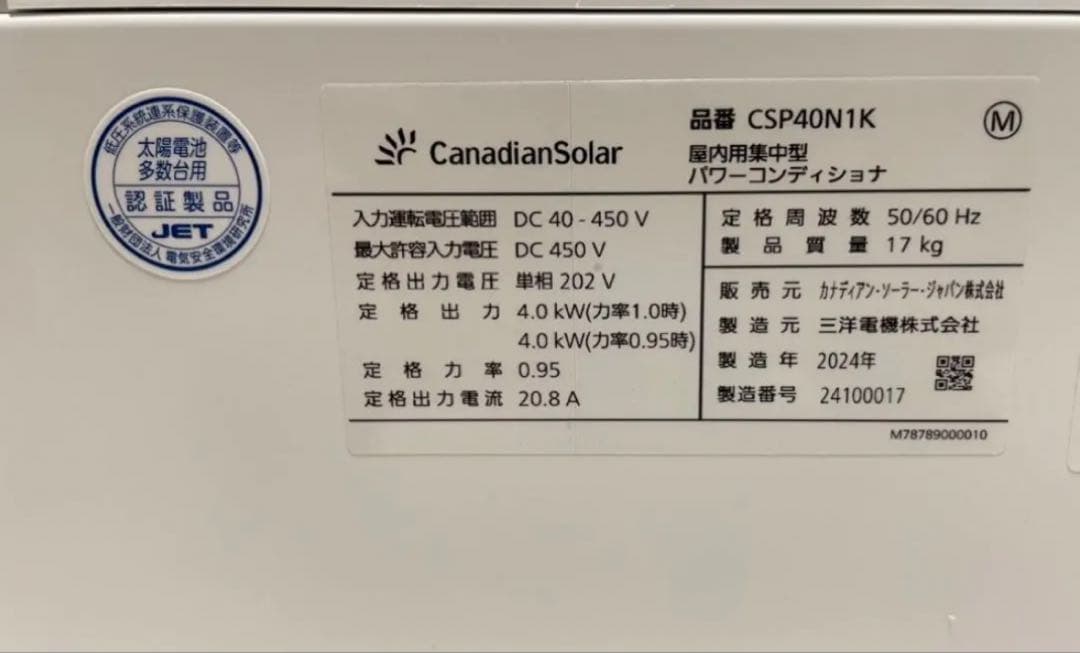 低圧系統連系保護装置等
太陽電池
多数台用
認証製品
JET
一般財団法人 電気安全環境研究所
CanadianSolar
品番 CSP40N1K
M
屋内用集中型
パワーコンディショナ
入力運転電圧範囲 DC 40 - 450 V
最大許容入力電圧 DC 450 V
定格出力電圧 単相 202 V
定格出力 4.0 kW(力率1.0時)
4.0 kW(力率0.95時)
定格力率 0.95
定格出力電流 20.8 A
定格周波数 50/60 Hz
製品質量 17 kg
販売元 カナディアン・ソーラー・ジャパン株式会社
製造元 三洋電機株式会社
製造年 2024年
製造番号 24100017
M78789000010